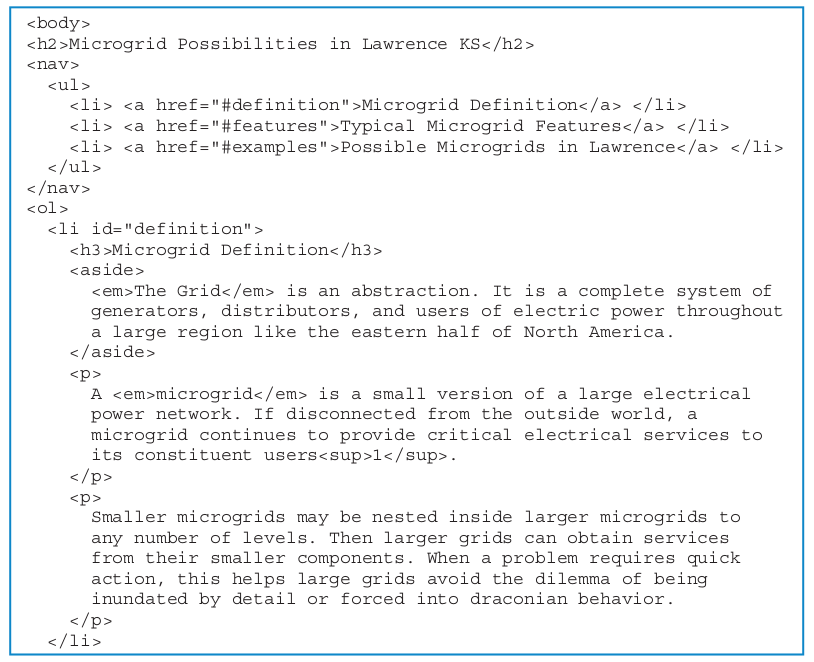 <body>
<h2>Microgrid Possibilities in Lawrence KS</h2>
<nav>
  <ul>
    <li> <a href="#definition">Microgrid Definition</a> </li>
    <li> <a href="#features">Typical Microgrid Features</a> </li>
    <li> <a href="#examples">Possible Microgrids in Lawrence</a> </li>
  </ul>
</nav>
<ol>
  <li id="definition">
    <h3>Microgrid Definition</h3>
    <aside>
      <em>The Grid</em> is an abstraction. It is a complete system of
      generators, distributors, and users of electric power throughout
      a large region like the eastern half of North America.
    </aside>
    <p>
      A <em>microgrid</em> is a small version of a large electrical
      power network. If disconnected from the outside world, a
      microgrid continues to provide critical electrical services to
      its constituent users<sup>1</sup>.
    </p>
    <p>
      Smaller microgrids may be nested inside larger microgrids to
      any number of levels. Then larger grids can obtain services
      from their smaller components. When a problem requires quick
      action, this helps large grids avoid the dilemma of being
      inundated by detail or forced into draconian behavior.
    </p>
  </li>